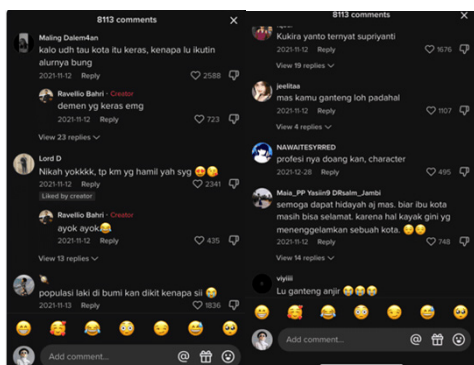 8113 comments
Maling Dalem4an
kalo udh tau kota itu keras, kenapa lu ikutin
alurnya bung
2021-11-12 Reply 2588
Ravellio Bahri · Creator
demen yg keras emg
2021-11-12 Reply 723
View 23 replies
Lord D
Nikah yokkkk, tp km yg hamil yah syg 😍😘
2021-11-12 Reply 2341
Liked by creator
Ravellio Bahri · Creator
ayok ayok😂
2021-11-12 Reply 435
View 13 replies
populasi laki di bumi kan dikit kenapa sii 😅
2021-11-13 Reply 1836
Add comment...
8113 comments
Kukira yanto ternyat supriyanti
2021-11-12 Reply 1676
View 19 replies
jeelitaa
mas kamu ganteng loh padahal
2021-11-12 Reply 1107
View 4 replies
NAWAITESYRRED
profesi nya doang kan, character
2021-12-28 Reply 495
Maia_PP Yasiin9 DRsalm_Jambi
semoga dapat hidayah aj mas. biar ibu kota
masih bisa selamat. karena hal kayak gini yg
menenggelamkan sebuah kota. 😔😔
2021-11-12 Reply 748
View 14 replies
viyiii
Lu ganteng anjir 😭😭😭
Add comment...